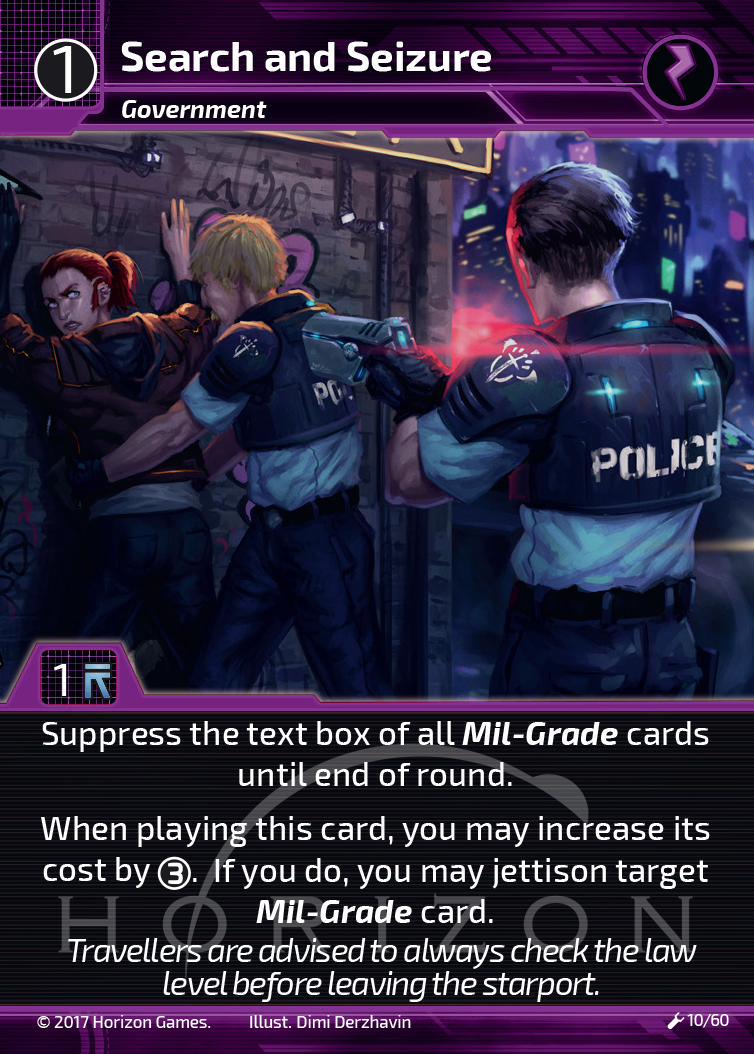 1
Search and Seizure
Government
POLI
POLICE
1 R
Suppress the text box of all Mil-Grade cards
until end of round.
When playing this card, you may increase its
cost by ③. If you do, you may jettison target
Mil-Grade card.
HORIZON
Travellers are advised to always check the law
level before leaving the starport.
© 2017 Horizon Games. Illust. Dimi Derzhavin 10/60